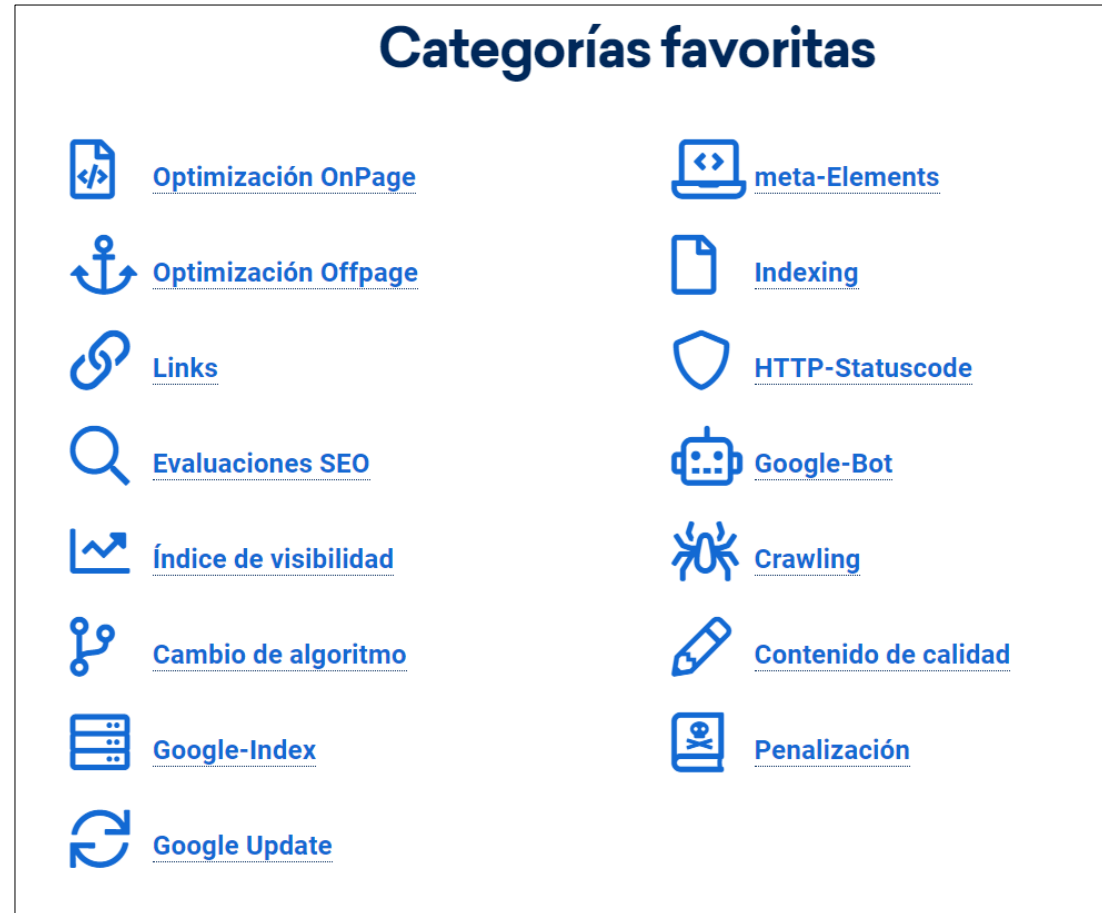 Categorías favoritas
Optimización OnPage
Optimización Offpage
Links
Evaluaciones SEO
Índice de visibilidad
Cambio de algoritmo
Google-Index
Google Update
meta-Elements
Indexing
HTTP-Statuscode
Google-Bot
Crawling
Contenido de calidad
Penalización